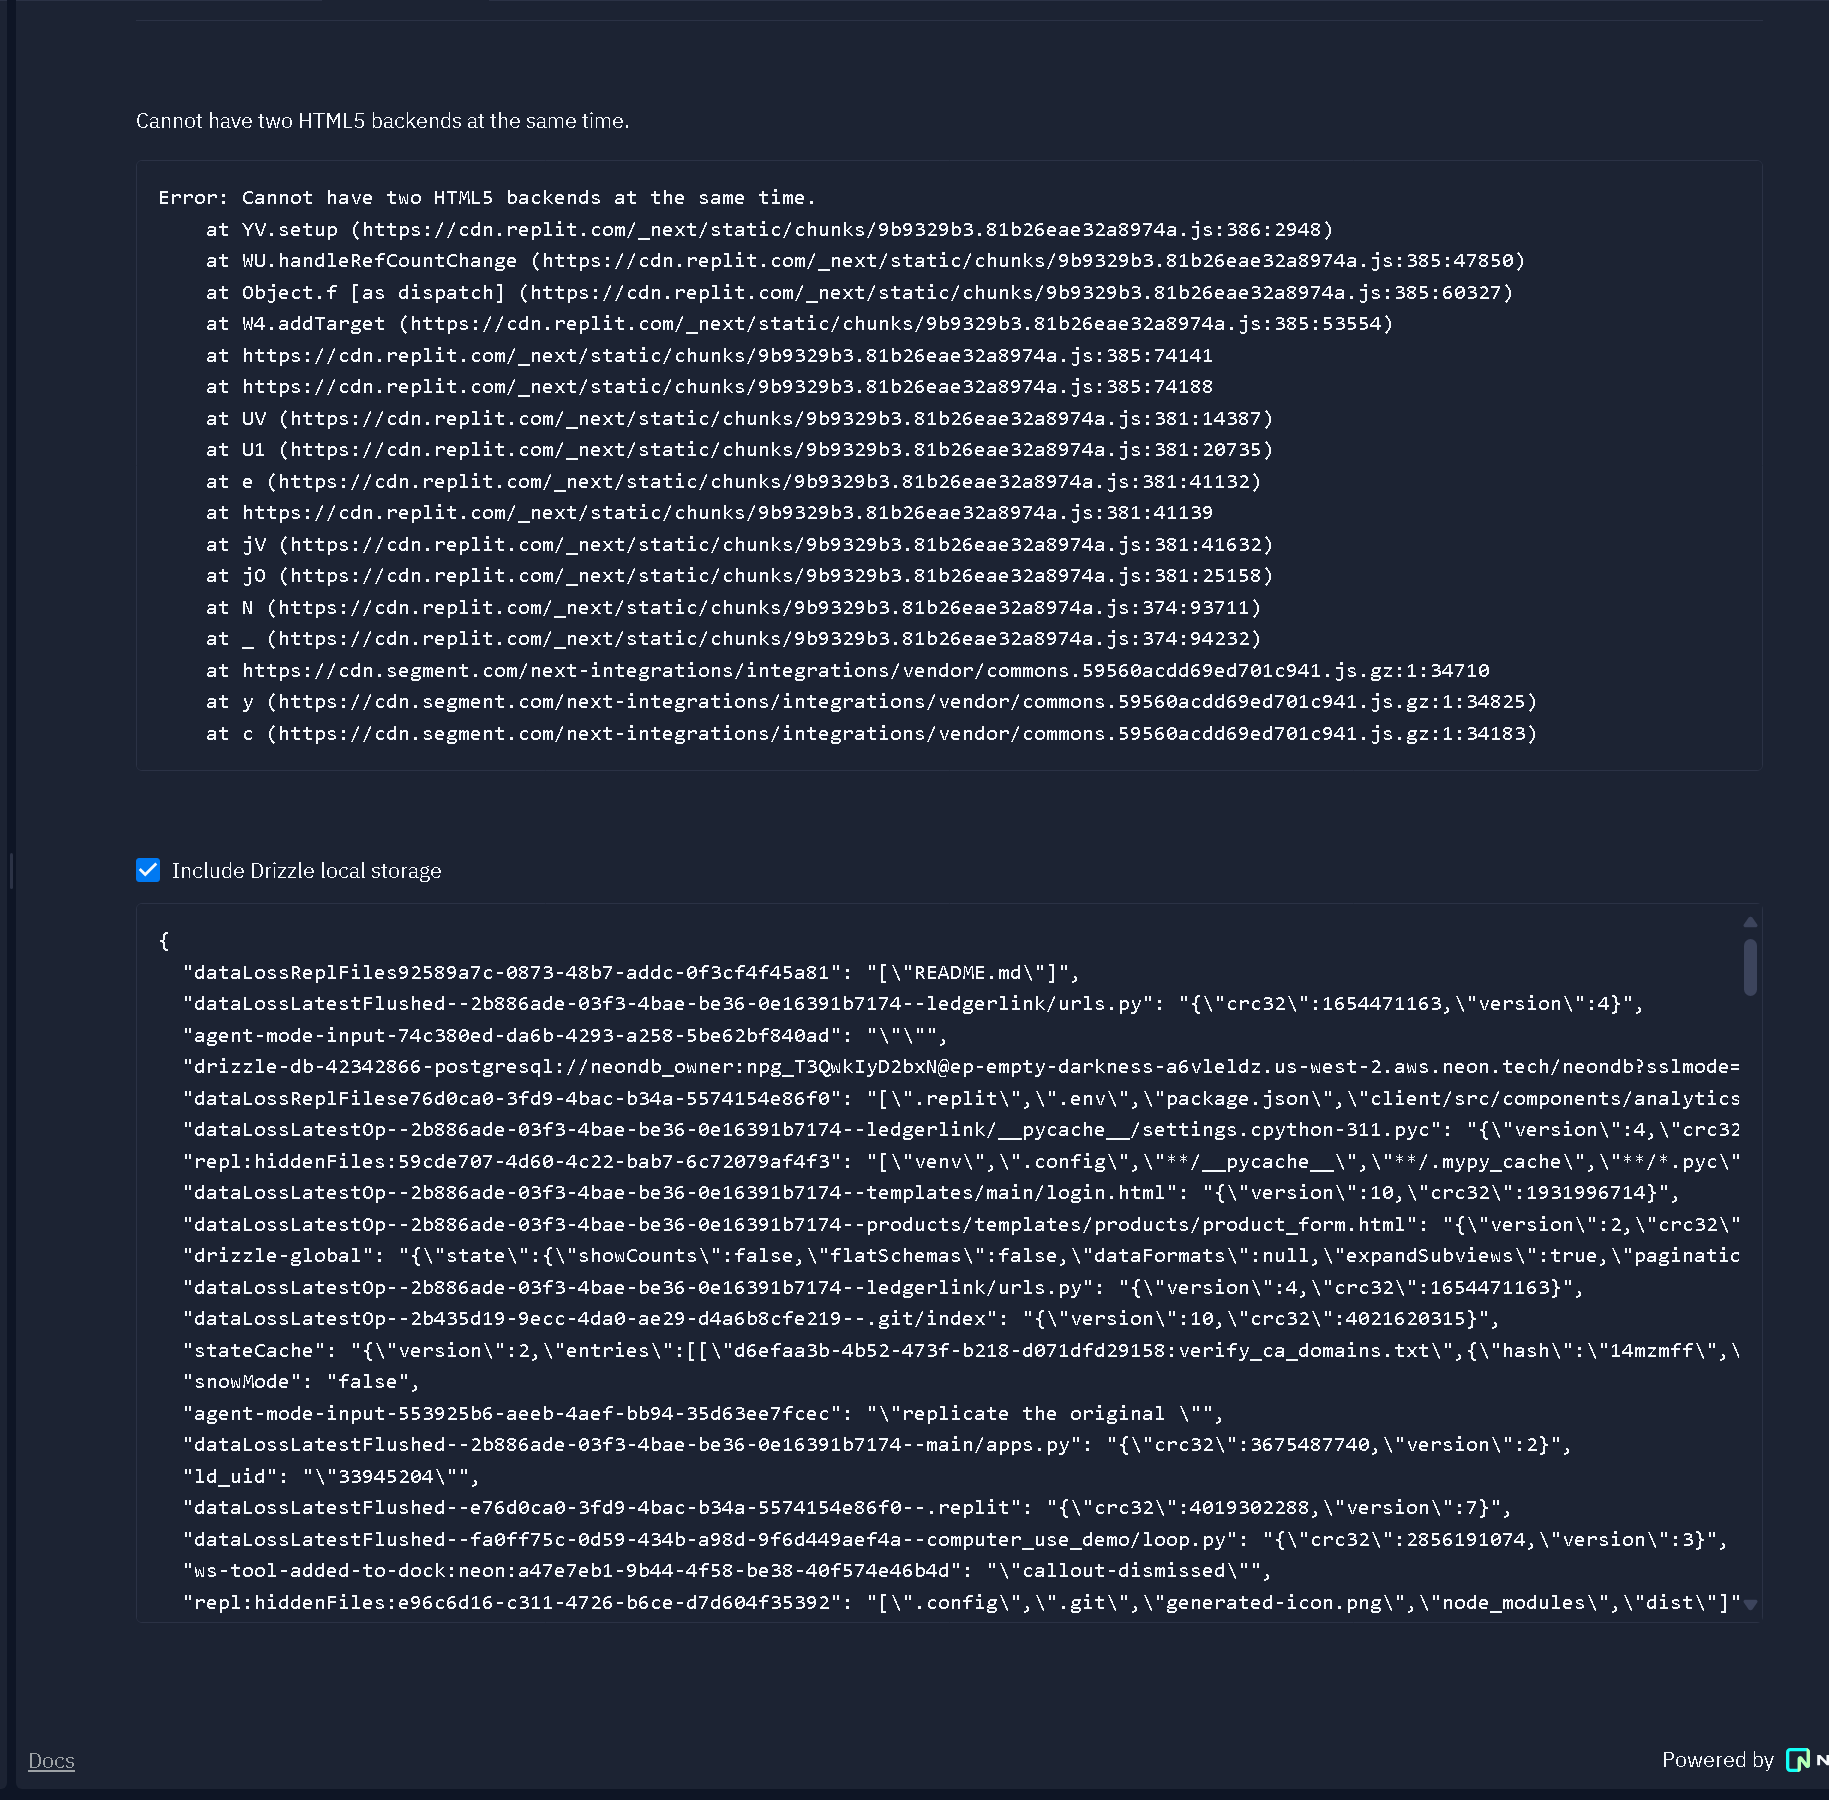 Cannot have two HTML5 backends at the same time.
Error: Cannot have two HTML5 backends at the same time.
at YV.setup (https://cdn.replit.com/_next/static/chunks/9b9329b3.81b26eae32a8974a.js:386:2948)
at WU.handleRefCountChange (https://cdn.replit.com/_next/static/chunks/9b9329b3.81b26eae32a8974a.js:385:47850)
at Object.f [as dispatch] (https://cdn.replit.com/_next/static/chunks/9b9329b3.81b26eae32a8974a.js:385:60327)
at W4.addTarget (https://cdn.replit.com/_next/static/chunks/9b9329b3.81b26eae32a8974a.js:385:53554)
at https://cdn.replit.com/_next/static/chunks/9b9329b3.81b26eae32a8974a.js:385:74141
at https://cdn.replit.com/_next/static/chunks/9b9329b3.81b26eae32a8974a.js:385:74188
at UV (https://cdn.replit.com/_next/static/chunks/9b9329b3.81b26eae32a8974a.js:381:14387)
at U1 (https://cdn.replit.com/_next/static/chunks/9b9329b3.81b26eae32a8974a.js:381:20735)
at e (https://cdn.replit.com/_next/static/chunks/9b9329b3.81b26eae32a8974a.js:381:41132)
at https://cdn.replit.com/_next/static/chunks/9b9329b3.81b26eae32a8974a.js:381:41139
at jV (https://cdn.replit.com/_next/static/chunks/9b9329b3.81b26eae32a8974a.js:381:41632)
at jO (https://cdn.replit.com/_next/static/chunks/9b9329b3.81b26eae32a8974a.js:381:25158)
at N (https://cdn.replit.com/_next/static/chunks/9b9329b3.81b26eae32a8974a.js:374:93711)
at _ (https://cdn.replit.com/_next/static/chunks/9b9329b3.81b26eae32a8974a.js:374:94232)
at https://cdn.segment.com/next-integrations/integrations/vendor/commons.59560acdd69ed701c941.js.gz:1:34710
at y (https://cdn.segment.com/next-integrations/integrations/vendor/commons.59560acdd69ed701c941.js.gz:1:34825)
at c (https://cdn.segment.com/next-integrations/integrations/vendor/commons.59560acdd69ed701c941.js.gz:1:34183)
Include Drizzle local storage
{
"dataLossReplFiles92589a7c-0873-48b7-addc-0f3cf4f45a81": "[\"README.md\"]",
"dataLossLatestFlushed--2b886ade-03f3-4bae-be36-0e16391b7174--ledgerlink/urls.py": "{\"crc32\":1654471163,\"version\":4}",
"agent-mode-input-74c380ed-da6b-4293-a258-5be62bf840ad": "\"\"",
"drizzle-db-42342866-postgresql://neondb_owner:npg_T3QwkIyD2bxN@ep-empty-darkness-a6vleldz.us-west-2.aws.neon.tech/neondb?sslmode=
"dataLossReplFilese76d0ca0-3fd9-4bac-b34a-5574154e86f0": "[\".replit\",\".env\",\"package.json\",\"client/src/components/analytics
"dataLossLatestOp--2b886ade-03f3-4bae-be36-0e16391b7174--ledgerlink/__pycache__/settings.cpython-311.pyc": "{\"version\":4,\"crc32
"repl:hiddenFiles:59cde707-4d60-4c22-bab7-6c72079af4f3": "[\"venv\",\".config\",\"**/__pycache__\",\"**/.mypy_cache\",\"**/*.pyc\"
"dataLossLatestOp--2b886ade-03f3-4bae-be36-0e16391b7174--templates/main/login.html": "{\"version\":10,\"crc32\":1931996714}",
"dataLossLatestOp--2b886ade-03f3-4bae-be36-0e16391b7174--products/templates/products/product_form.html": "{\"version\":2,\"crc32\"
"drizzle-global": "{\"state\":{\"showCounts\":false,\"flatSchemas\":false,\"dataFormats\":null,\"expandSubviews\":true,\"paginatic
"dataLossLatestOp--2b886ade-03f3-4bae-be36-0e16391b7174--ledgerlink/urls.py": "{\"version\":4,\"crc32\":1654471163}",
"dataLossLatestOp--2b435d19-9ecc-4da0-ae29-d4a6b8cfe219--.git/index": "{\"version\":10,\"crc32\":4021620315}",
"stateCache": "{\"version\":2,\"entries\":[[\"d6efaa3b-4b52-473f-b218-d071dfd29158:verify_ca_domains.txt\",{\"hash\":\"14mzmff\",\
"snowMode": "false",
"agent-mode-input-553925b6-aeeb-4aef-bb94-35d63ee7fcec": "\"replicate the original \"",
"dataLossLatestFlushed--2b886ade-03f3-4bae-be36-0e16391b7174--main/apps.py": "{\"crc32\":3675487740,\"version\":2}",
"ld_uid": "\"33945204\"",
"dataLossLatestFlushed--e76d0ca0-3fd9-4bac-b34a-5574154e86f0--.replit": "{\"crc32\":4019302288,\"version\":7}",
"dataLossLatestFlushed--fa0ff75c-0d59-434b-a98d-9f6d449aef4a--computer_use_demo/loop.py": "{\"crc32\":2856191074,\"version\":3}",
"ws-tool-added-to-dock:neon:a47e7eb1-9b44-4f58-be38-40f574e46b4d": "\"callout-dismissed\"",
"repl:hiddenFiles:e96c6d16-c311-4726-b6ce-d7d604f35392": "[\".config\",\".git\",\"generated-icon.png\",\"node_modules\",\"dist\"]"
Docs
Powered by N